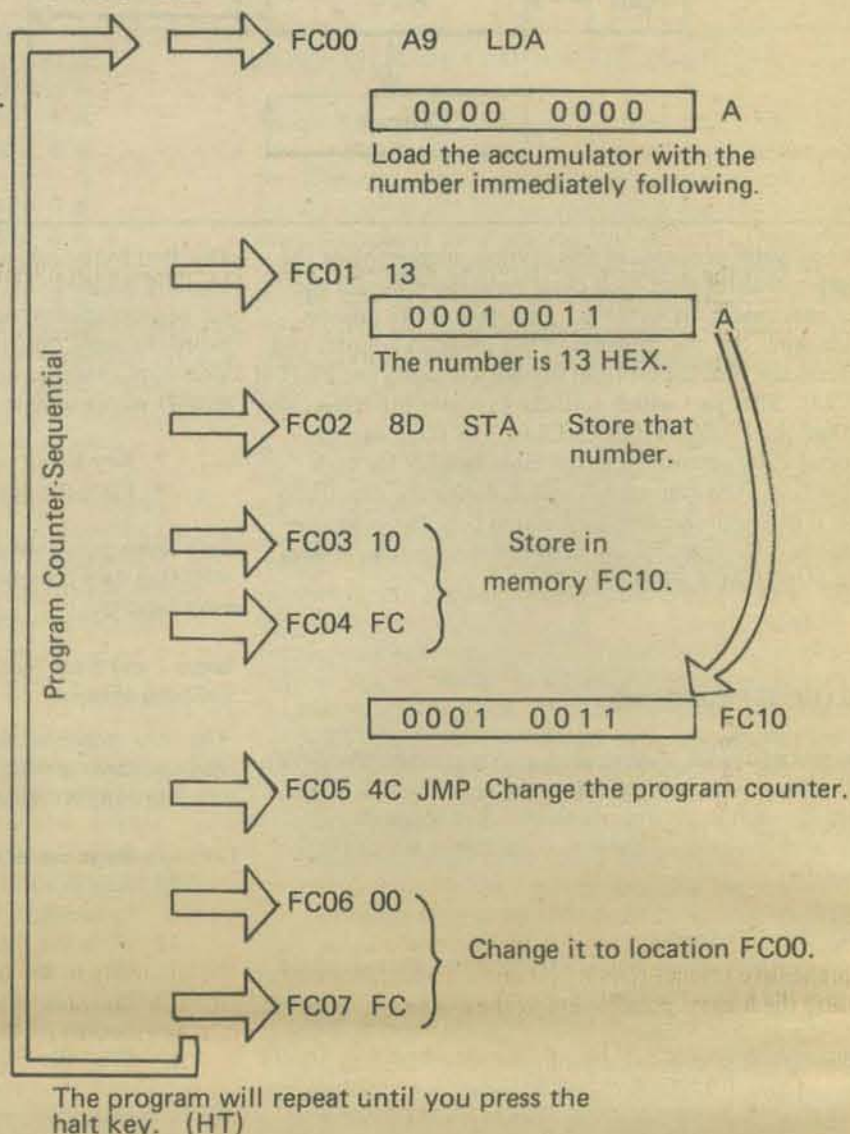 FC00 A9 LDA
0000 0000 A
Load the accumulator with the
number immediately following.
FC01 13
0001 0011 A
The number is 13 HEX.
FC02 8D STA Store that
number.
FC03 10
Store in
memory FC10.
FC04 FC
0001 0011 FC10
FC05 4C JMP Change the program counter.
FC06 00
Change it to location FC00.
FC07 FC
Program Counter-Sequential
The program will repeat until you press the
halt key. (HT)